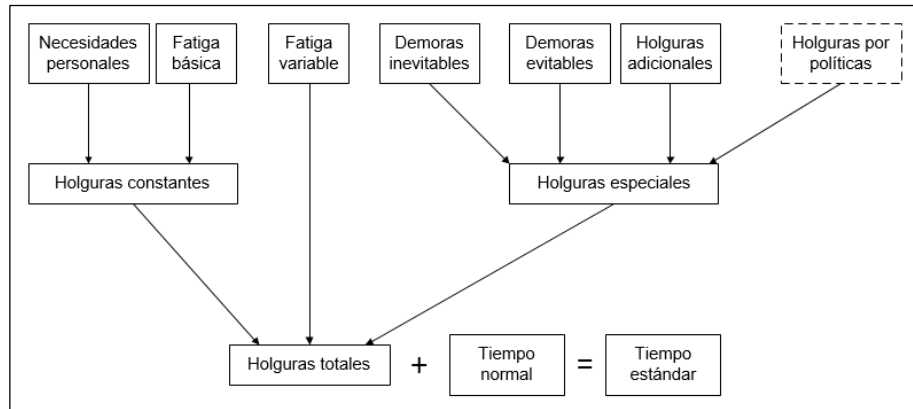 Necesidades
personales
Fatiga
básica
Fatiga
variable
Demoras
inevitables
Demoras
evitables
Holguras
adicionales
Holguras por
políticas
Holguras constantes
Holguras especiales
Holguras totales
+
Tiempo
normal
=
Tiempo
estándar